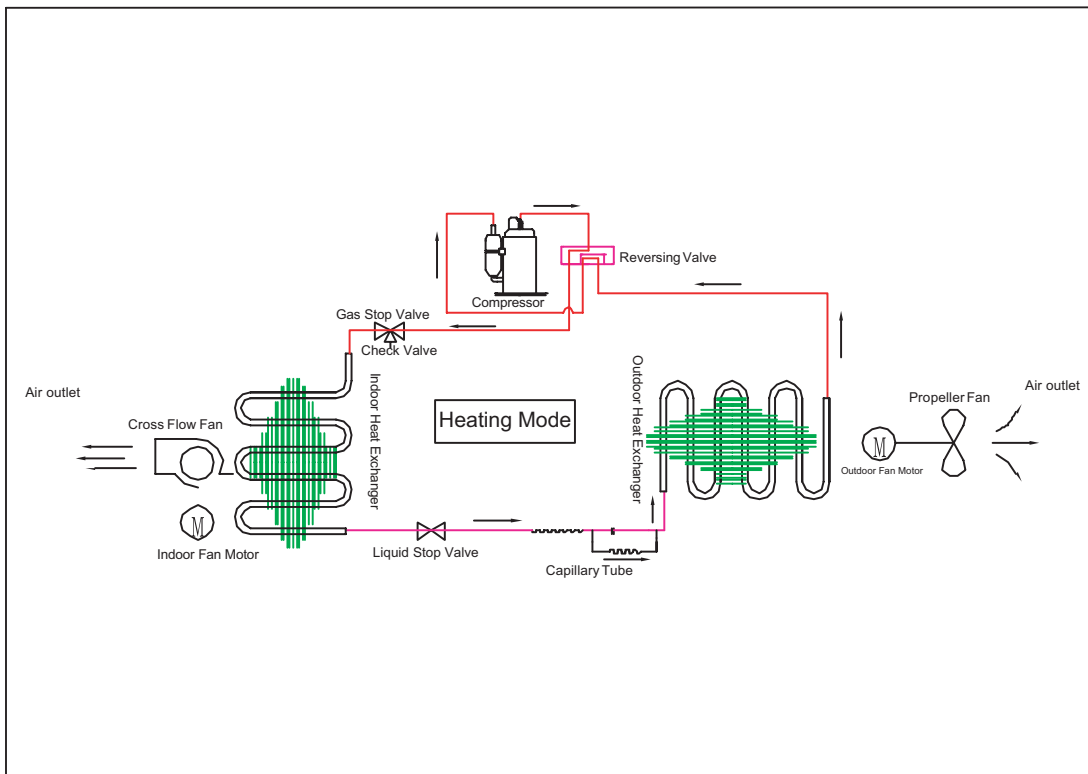 Reversing Valve
Compressor
Gas Stop Valve
Check Valve
Air outlet
Cross Flow Fan
Indoor Heat Exchanger
Heating Mode
Outdoor Heat Exchanger
Air outlet
Propeller Fan
M
Outdoor Fan Motor
M
Indoor Fan Motor
Liquid Stop Valve
Capillary Tube